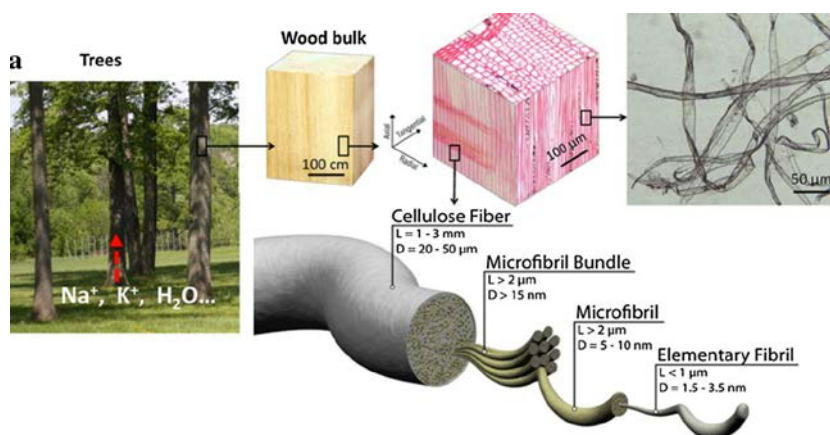 a
Trees
Wood bulk
100 cm
Axial
Tangential
Radial
100 µm
50 µm
Na⁺, K⁺, H₂O...
Cellulose Fiber
L = 1 - 3 mm
D = 20 - 50 µm
Microfibril Bundle
L > 2 µm
D > 15 nm
Microfibril
L > 2 µm
D = 5 - 10 nm
Elementary Fibril
L < 1 µm
D = 1.5 - 3.5 nm